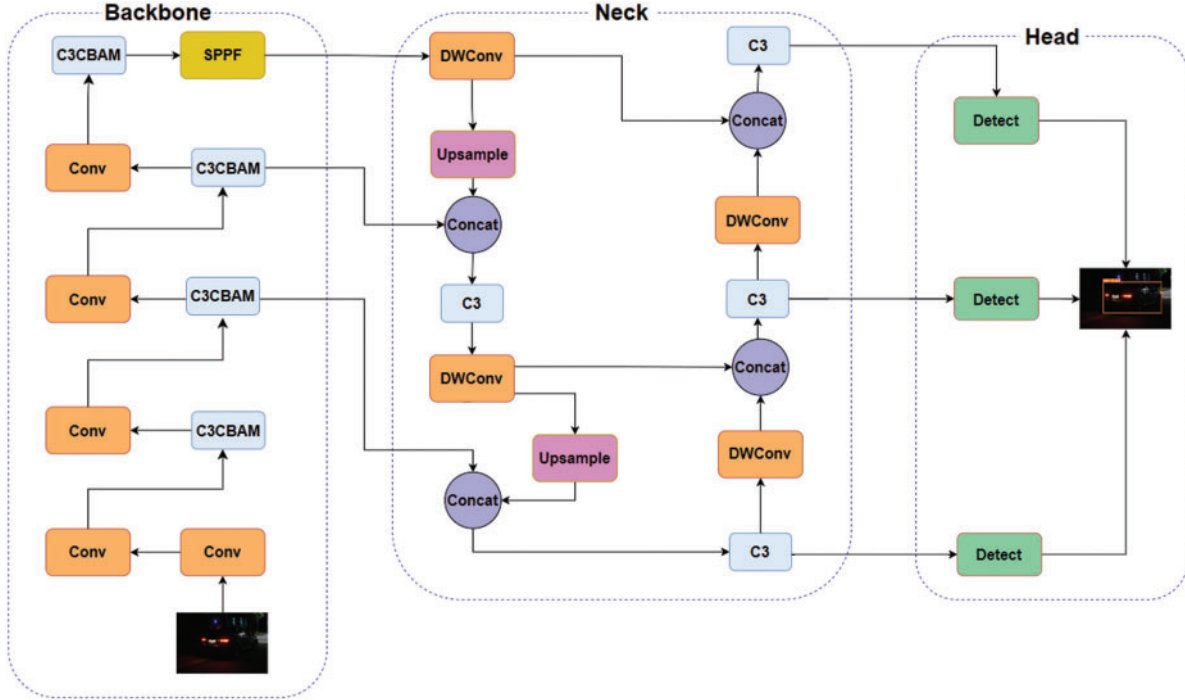 Backbone
C3CBAM
SPPF
Conv
C3CBAM
Conv
C3CBAM
Conv
C3CBAM
Conv
Conv
Neck
DWConv
Upsample
Concat
C3
DWConv
Upsample
Concat
C3
Concat
DWConv
C3
Concat
DWConv
C3
Head
Detect
Detect
Detect